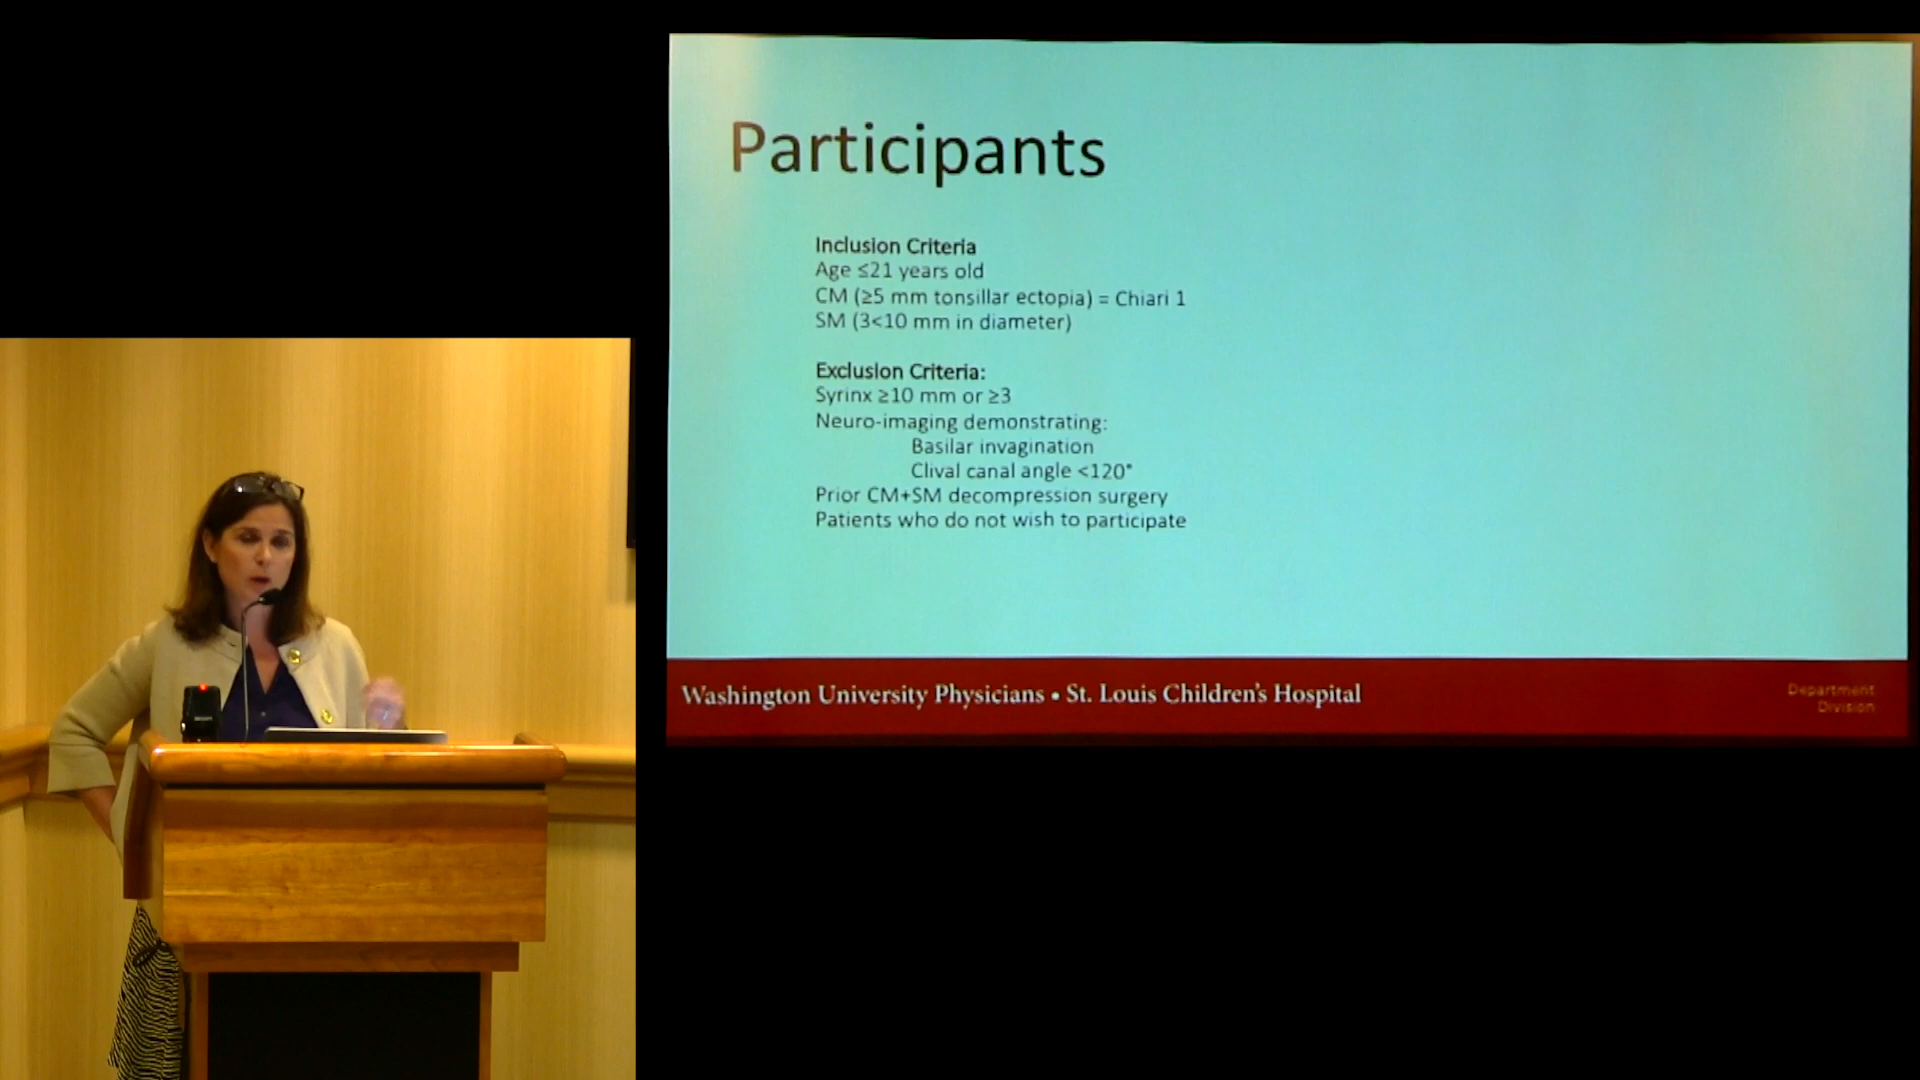 Participants
Inclusion Criteria
Age ≤21 years old
CM (≥5 mm tonsillar ectopia) = Chiari 1
SM (3<10 mm in diameter)
Exclusion Criteria:
Syrinx ≥10 mm or ≥3
Neuro-imaging demonstrating:
Basilar invagination
Clival canal angle <120°
Prior CM+SM decompression surgery
Patients who do not wish to participate
Washington University Physicians • St. Louis Children's Hospital
Department
Division